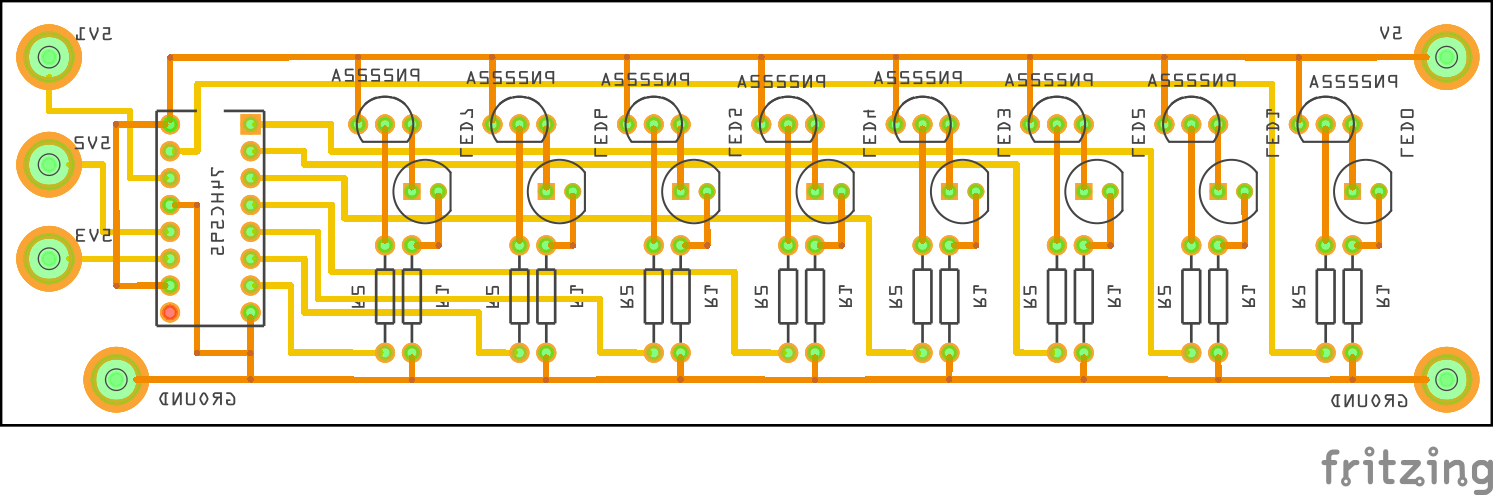 5V1
5V
PN2222A
PN2222A
PN2222A
PN2222A
PN2222A
PN2222A
PN2222A
PN2222A
LED7
LED6
LED5
LED4
LED3
LED2
LED1
LED0
5V2
74HC595
5V3
R2
R1
R2
R1
R2
R1
R2
R1
R2
R1
R2
R1
R2
R1
R2
R1
GROUND
GROUND
fritzing